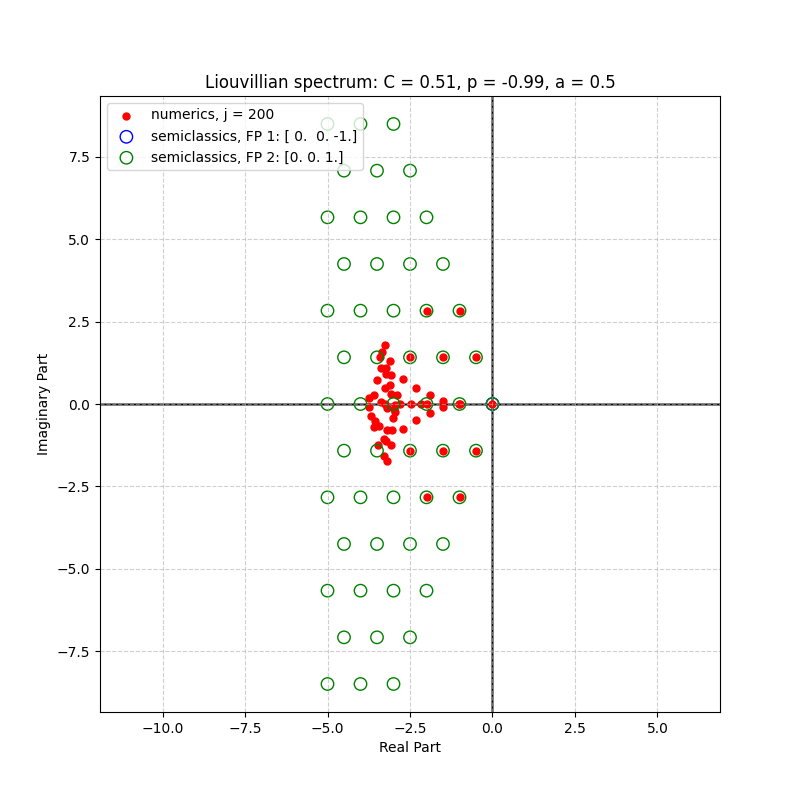 Liouvillian spectrum: C = 0.51, p = -0.99, a = 0.5
numerics, j = 200
semiclassics, FP 1: [ 0.  0. -1.]
semiclassics, FP 2: [0. 0. 1.]
7.5
5.0
2.5
0.0
−2.5
−5.0
−7.5
Imaginary Part
−10.0 −7.5 −5.0 −2.5 0.0 2.5 5.0
Real Part